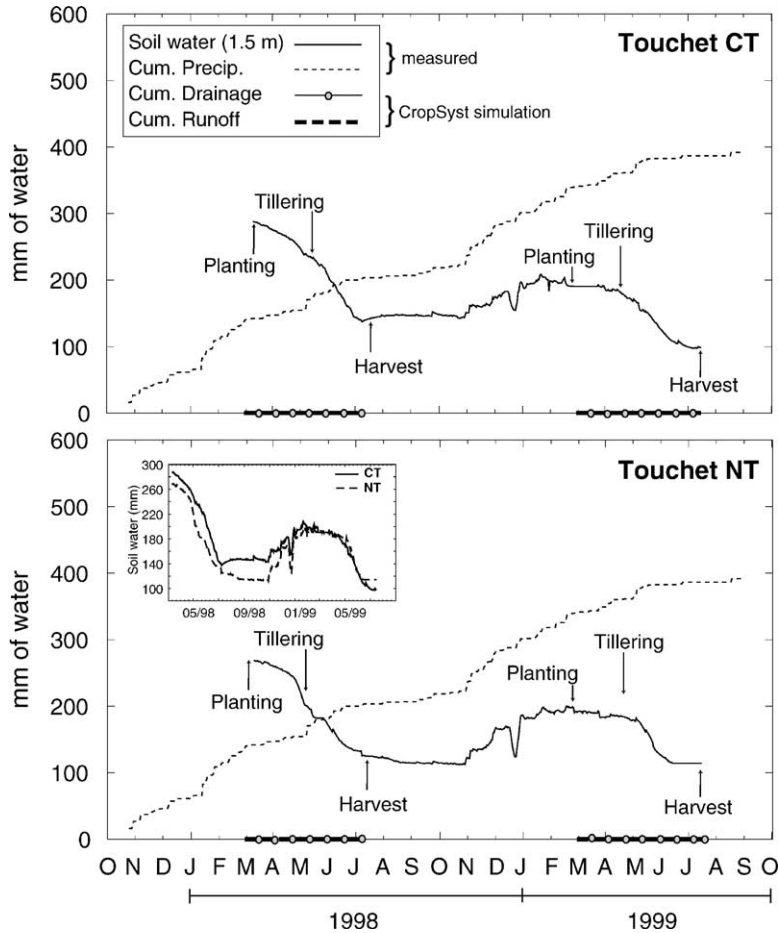 600
500
400
300
200
100
0
mm of water
Touchet CT
Soil water (1.5 m)
Cum. Precip.
Cum. Drainage
Cum. Runoff
} measured
} CropSyst simulation
Tillering
Planting
Harvest
Planting
Tillering
Harvest
600
500
400
300
200
100
0
mm of water
Touchet NT
300
260
220
180
140
100
Soil water (mm)
CT
NT
05/98 09/98 01/99 05/99
Tillering
Planting
Harvest
Planting
Tillering
Harvest
O N D J F M A M J J A S O N D J F M A M J J A S O
1998 1999